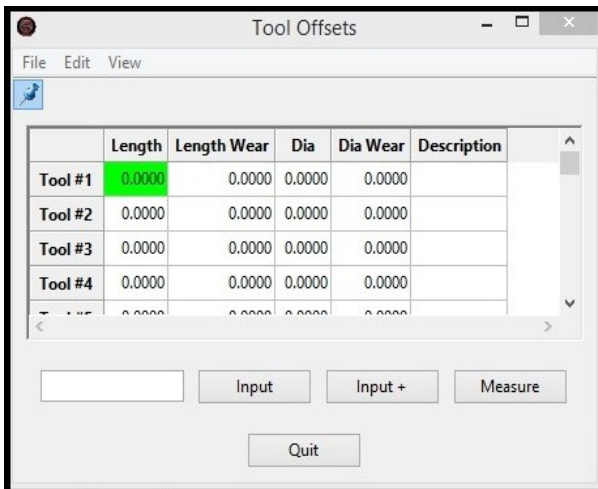 Tool Offsets
File Edit View
Length Length Wear Dia Dia Wear Description
Tool #1 0.0000 0.0000 0.0000 0.0000
Tool #2 0.0000 0.0000 0.0000 0.0000
Tool #3 0.0000 0.0000 0.0000 0.0000
Tool #4 0.0000 0.0000 0.0000 0.0000
Input Input + Measure
Quit